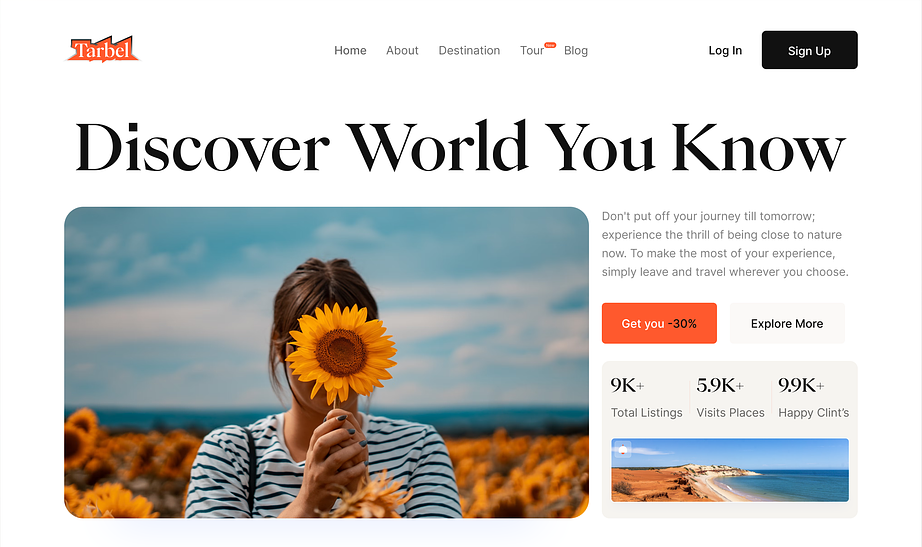 Tarbel
Home About Destination Tour New Blog
Log In Sign Up
Discover World You Know
Don't put off your journey till tomorrow;
experience the thrill of being close to nature
now. To make the most of your experience,
simply leave and travel wherever you choose.
Get you -30% Explore More
9K+ 5.9K+ 9.9K+
Total Listings Visits Places Happy Clint's